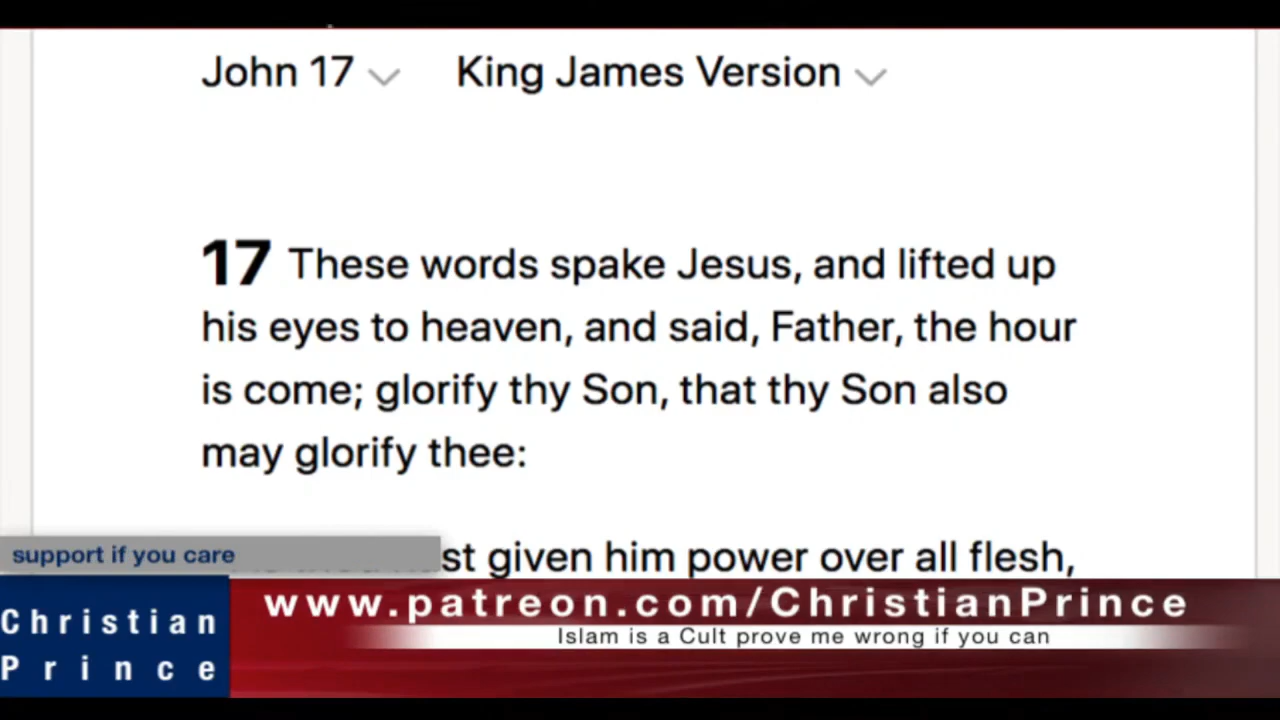 John 17 King James Version
17 These words spake Jesus, and lifted up
his eyes to heaven, and said, Father, the hour
is come; glorify thy Son, that thy Son also
may glorify thee:
given him power over all flesh,
support if you care
www.patreon.com/ChristianPrince
Islam is a Cult prove me wrong if you can
Christian
Prince